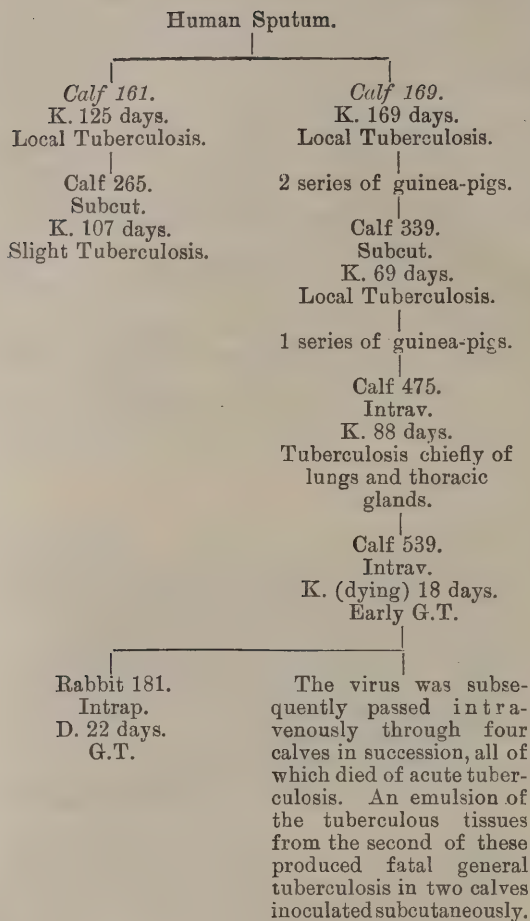 Human Sputum.
Calf 161.
K. 125 days.
Local Tuberculosis.
Calf 265.
Subcut.
K. 107 days.
Slight Tuberculosis.
Calf 169.
K. 169 days.
Local Tuberculosis.
2 series of guinea-pigs.
Calf 339.
Subcut.
K. 69 days.
Local Tuberculosis.
1 series of guinea-pigs.
Calf 475.
Intrav.
K. 88 days.
Tuberculosis chiefly of
lungs and thoracic
glands.
Calf 539.
Intrav.
K. (dying) 18 days.
Early G.T.
Rabbit 181.
Intrap.
D. 22 days.
G.T.
The virus was subse-
quently passed intra-
venously through four
calves in succession, all of
which died of acute tuber-
culosis. An emulsion of
the tuberculous tissues
from the second of these
produced fatal general
tuberculosis in two calves
inoculated subcutaneously.